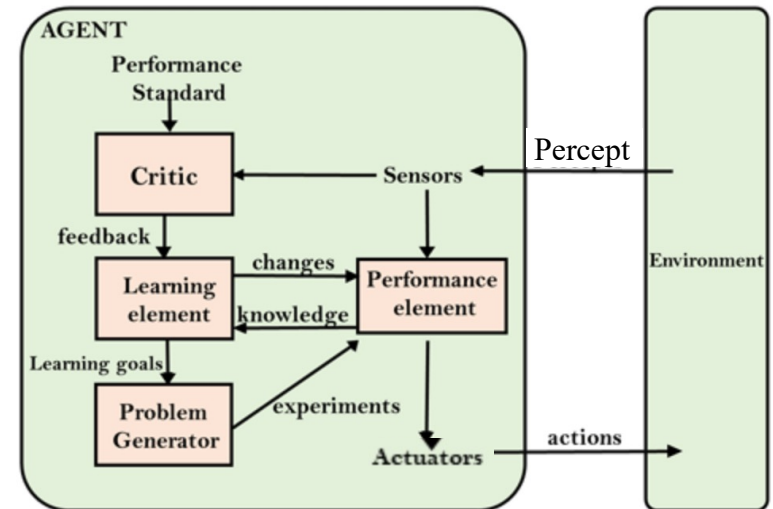 AGENT
Performance
Standard
Percept
Critic
Sensors
feedback
Environment
changes
Learning
element
Performance
element
knowledge
Learning goals
experiments
Problem
Generator
actions
Actuators